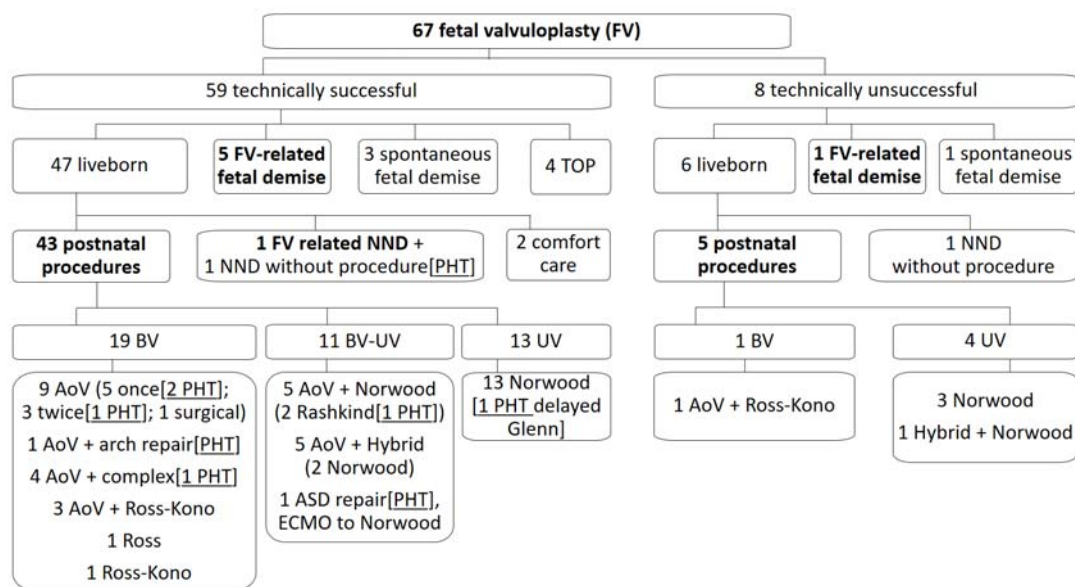 67 fetal valvuloplasty (FV)
59 technically successful
8 technically unsuccessful
47 liveborn
5 FV-related
fetal demise
3 spontaneous
fetal demise
4 TOP
6 liveborn
1 FV-related
fetal demise
1 spontaneous
fetal demise
43 postnatal
procedures
1 FV related NND +
1 NND without procedure[PHT]
2 comfort
care
5 postnatal
procedures
1 NND
without procedure
19 BV
11 BV-UV
13 UV
1 BV
4 UV
9 AoV (5 once[2 PHT];
3 twice[1 PHT]; 1 surgical)
1 AoV + arch repair[PHT]
4 AoV + complex[1 PHT]
3 AoV + Ross-Kono
1 Ross
1 Ross-Kono
5 AoV + Norwood
(2 Rashkind[1 PHT])
5 AoV + Hybrid
(2 Norwood)
1 ASD repair[PHT],
ECMO to Norwood
13 Norwood
[1 PHT delayed
Glenn]
1 AoV + Ross-Kono
3 Norwood
1 Hybrid + Norwood